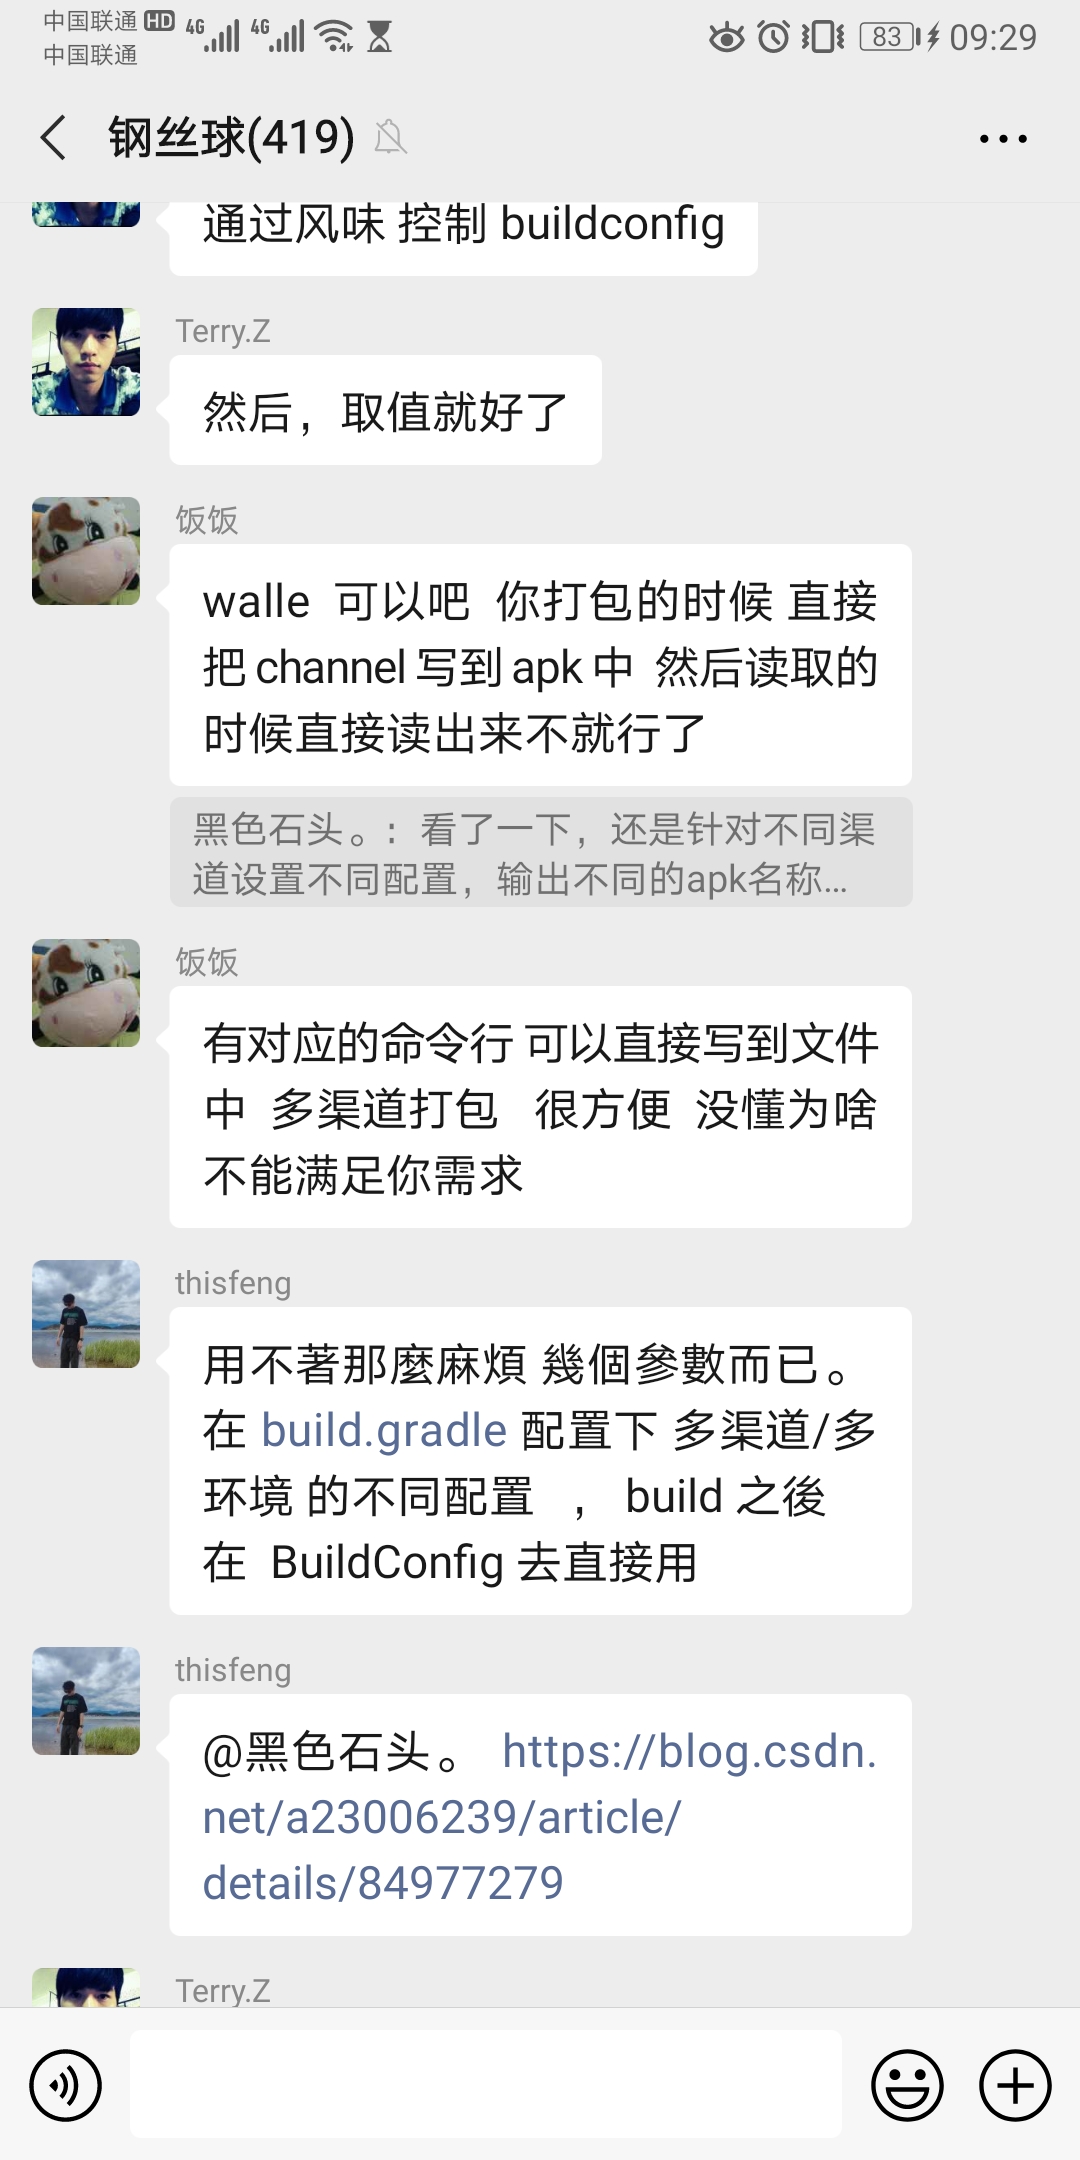 中国联通 HD 4G 4G 83 09:29
中国联通
钢丝球(419)
通过风味 控制 buildconfig
Terry.Z
然后，取值就好了
饭饭
walle 可以吧 你打包的时候 直接
把 channel 写到 apk 中 然后读取的
时候直接读出来不就行了
黑色石头。: 看了一下，还是针对不同渠
道设置不同配置，输出不同的apk名称...
饭饭
有对应的命令行 可以直接写到文件
中 多渠道打包 很方便 没懂为啥
不能满足你需求
thisfeng
用不著那麼麻煩 幾個參數而已。
在 build.gradle 配置下 多渠道/多
环境 的不同配置 ， build 之後
在 BuildConfig 去直接用
thisfeng
@黑色石头。 https://blog.csdn.
net/a23006239/article/
details/84977279
Terry.Z